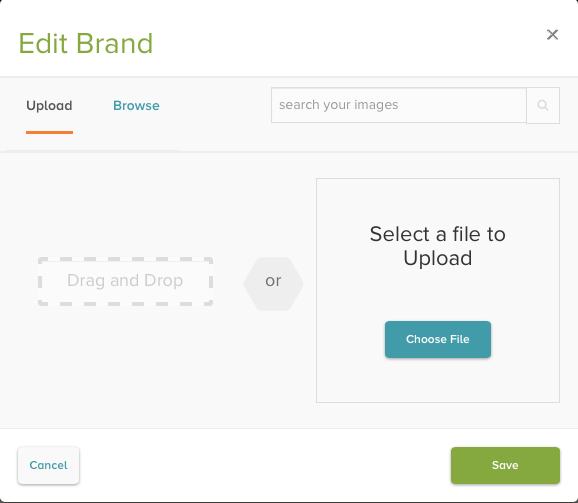 Edit Brand
×
Upload
Browse
search your images
Drag and Drop
or
Select a file to
Upload
Choose File
Cancel
Save